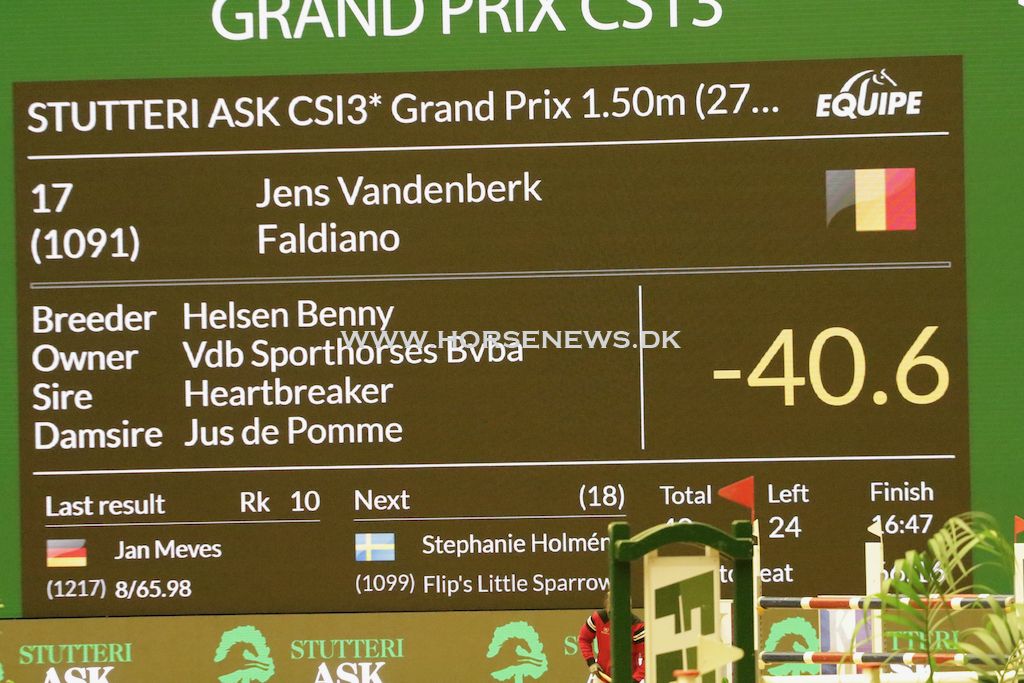 GRAND PRIX CSI3
STUTTERI ASK CSI3* Grand Prix 1.50m (27...
EQUIPE
17 Jens Vandenberk
(1091) Faldiano
Breeder Helsen Benny
Owner Vdb Sporthorses Bvba
Sire Heartbreaker
Damsire Jus de Pomme
-40.6
WWW.HORSENEWS.DK
Last result Rk 10
Jan Meves
(1217) 8/65.98
Next (18)
Stephanie Holmén
(1099) Flip's Little Sparrow
Total Left Finish
24 16:47
STUTTERI
ASK
STUTTERI
ASK